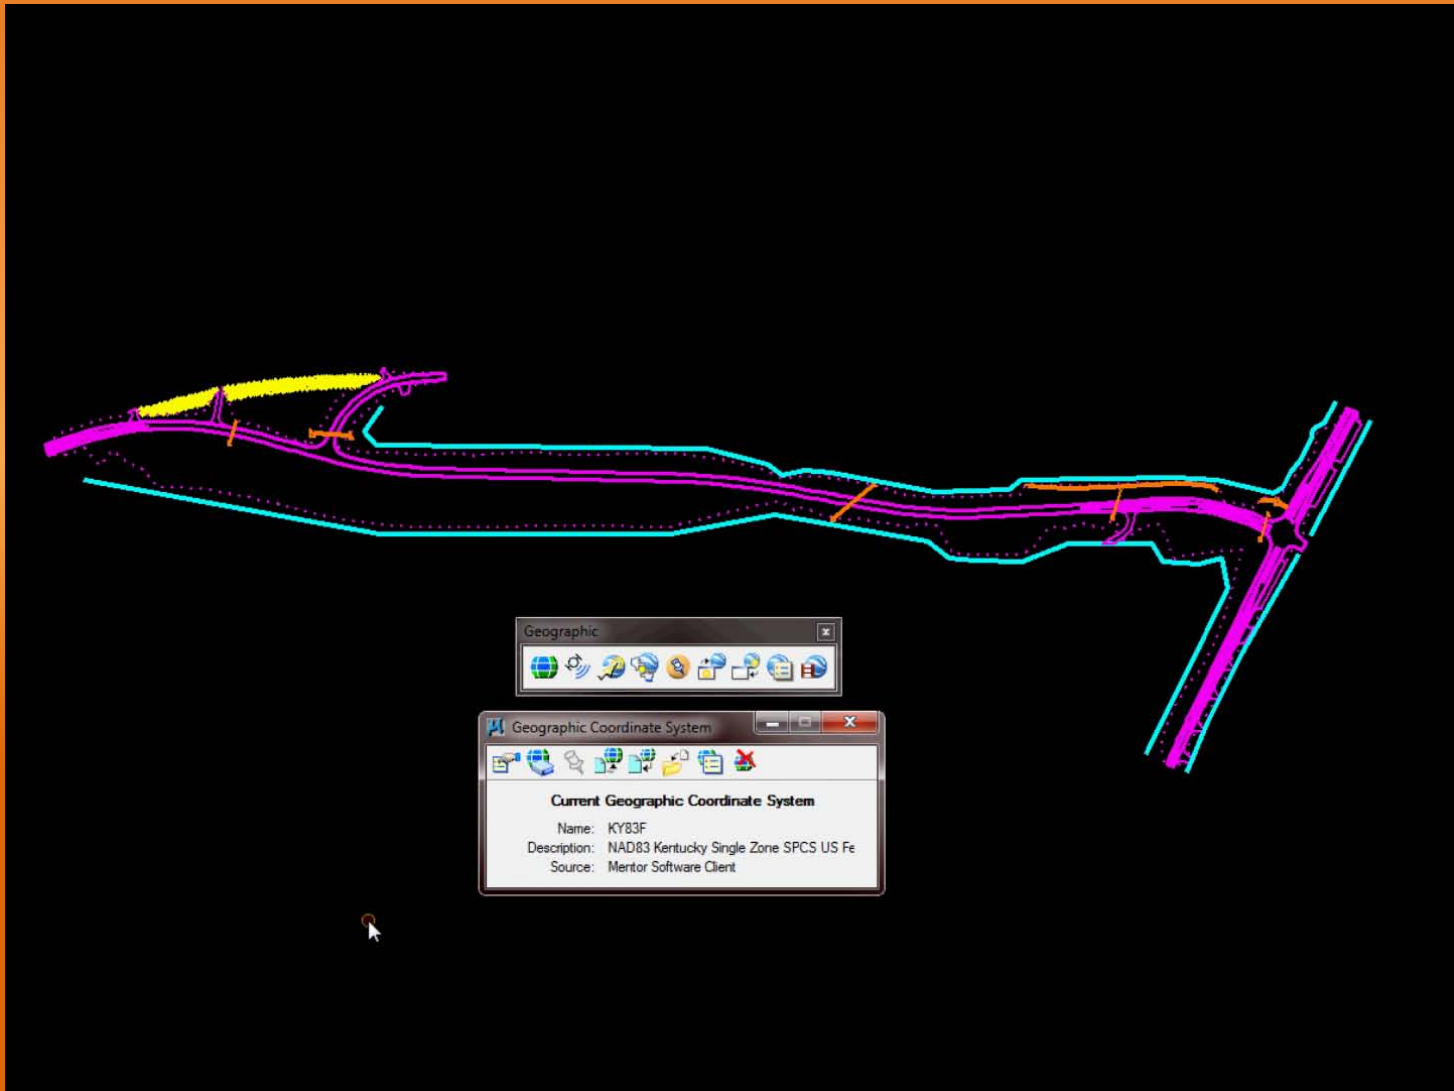 Geographic
Geographic Coordinate System
Current Geographic Coordinate System
Name: KY83F
Description: NAD83 Kentucky Single Zone SPCS US Fe
Source: Mentor Software Client